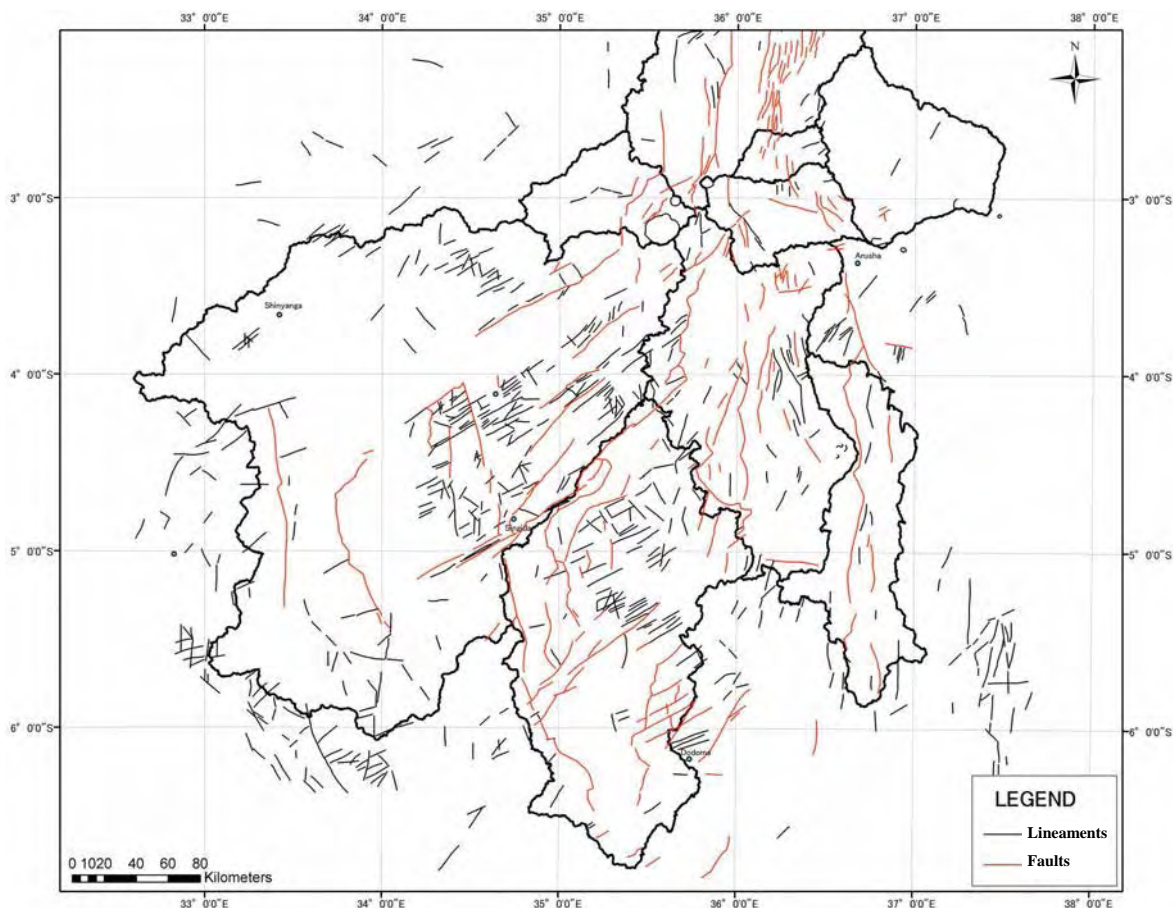 33° 0'0"E 34° 0'0"E 35° 0'0"E 36° 0'0"E 37° 0'0"E 38° 0'0"E
N
3° 0'0"S 3° 0'0"S
Arusha
Shinyanga
4° 0'0"S 4° 0'0"S
Singida
5° 0'0"S 5° 0'0"S
6° 0'0"S 6° 0'0"S
Dodoma
LEGEND
Lineaments
Faults
0 1020 40 60 80
Kilometers
33° 0'0"E 34° 0'0"E 35° 0'0"E 36° 0'0"E 37° 0'0"E 38° 0'0"E